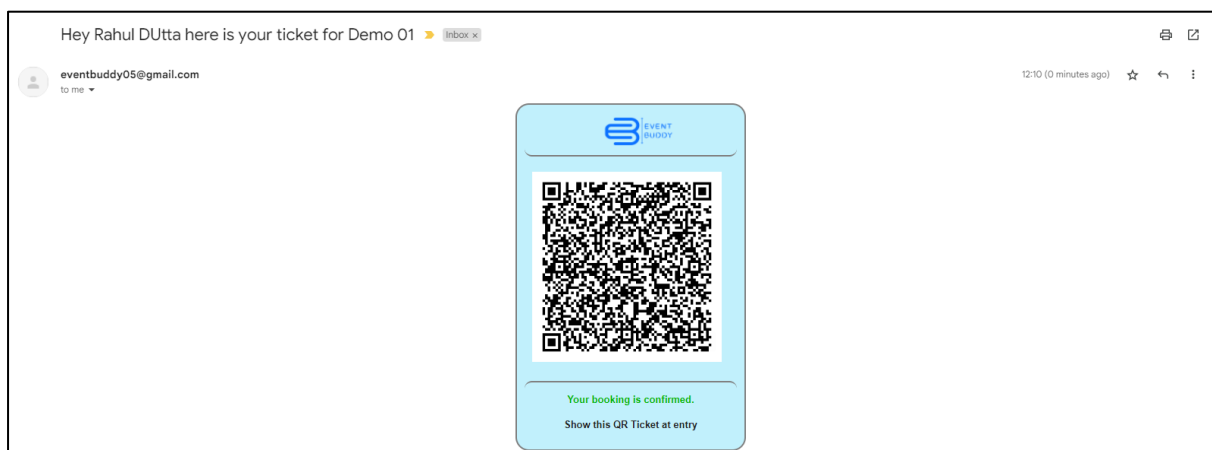 Hey Rahul DUtta here is your ticket for Demo 01 Inbox x
eventbuddy05@gmail.com 12:10 (0 minutes ago)
to me
EVENT
BUDDY
Your booking is confirmed.
Show this QR Ticket at entry